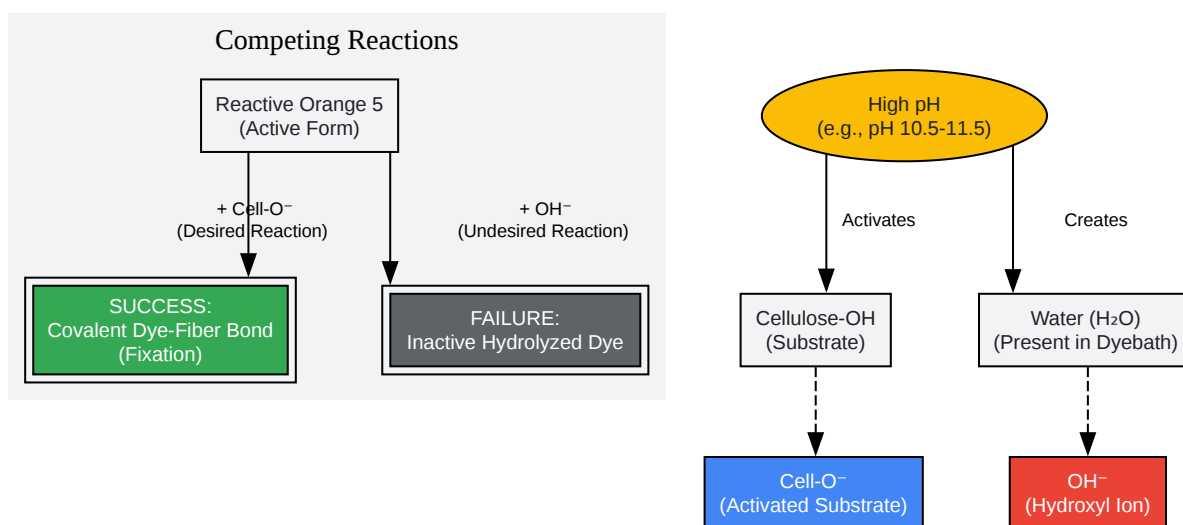 Competing Reactions
Reactive Orange 5
(Active Form)
+ Cell-O⁻
(Desired Reaction)
+ OH⁻
(Undesired Reaction)
SUCCESS:
Covalent Dye-Fiber Bond
(Fixation)
FAILURE:
Inactive Hydrolyzed Dye
High pH
(e.g., pH 10.5-11.5)
Activates
Creates
Cellulose-OH
(Substrate)
Water (H₂O)
(Present in Dyebath)
Cell-O⁻
(Activated Substrate)
OH⁻
(Hydroxyl Ion)